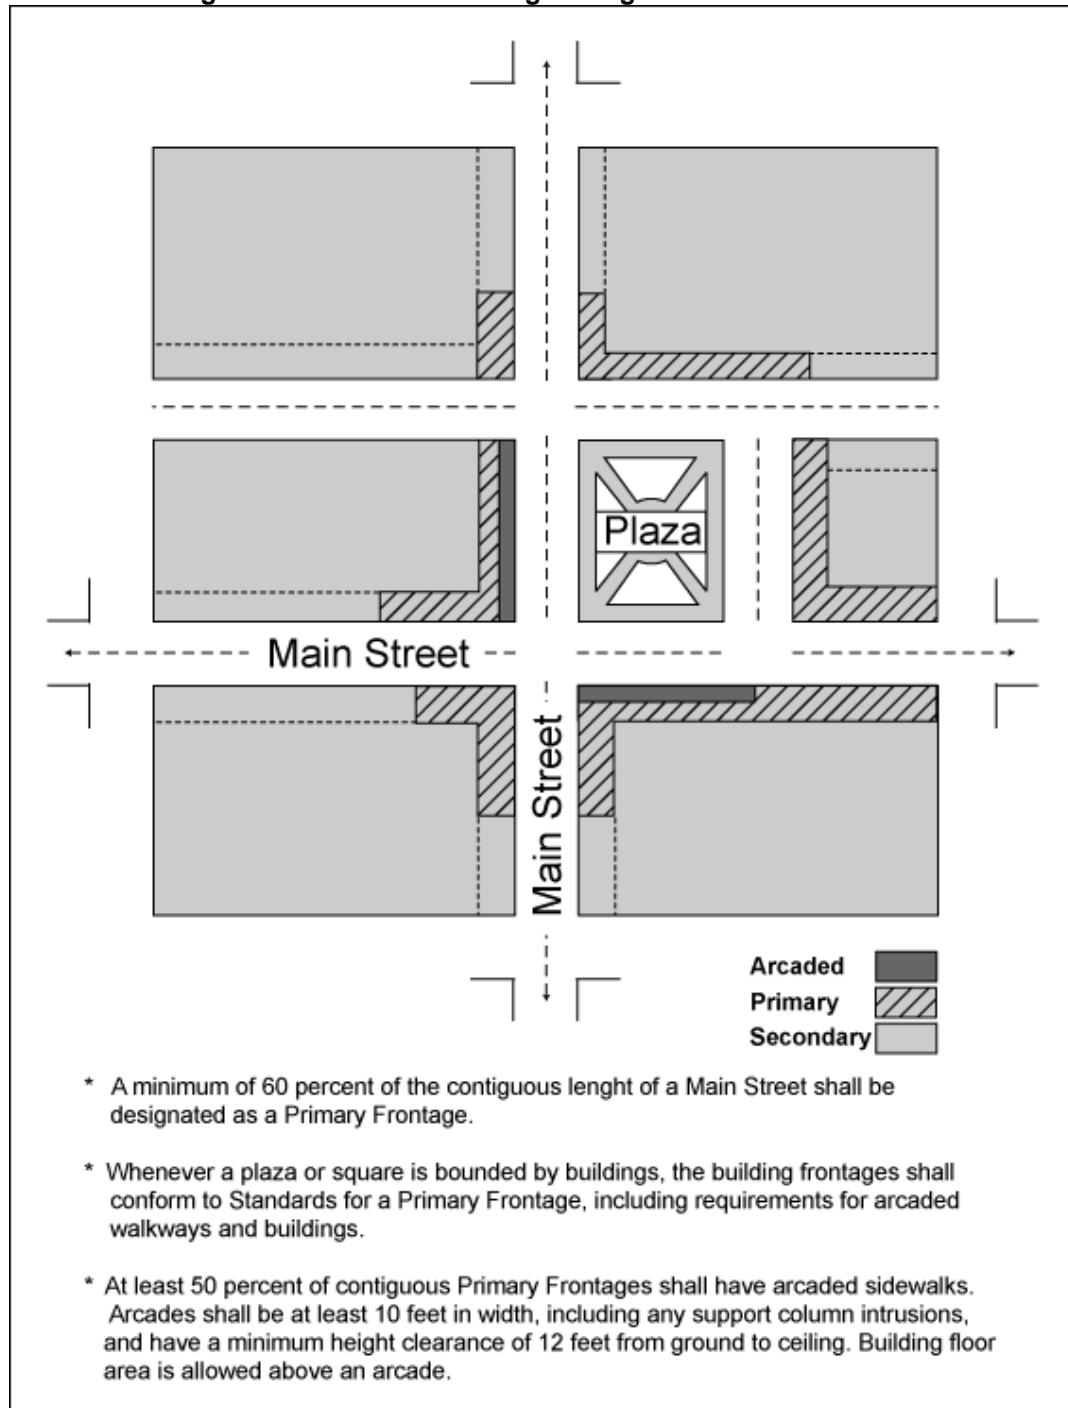 Plaza
Main Street
Main Street
Arcaded
Primary
Secondary
* A minimum of 60 percent of the contiguous lenght of a Main Street shall be
designated as a Primary Frontage.
* Whenever a plaza or square is bounded by buildings, the building frontages shall
conform to Standards for a Primary Frontage, including requirements for arcaded
walkways and buildings.
* At least 50 percent of contiguous Primary Frontages shall have arcaded sidewalks.
Arcades shall be at least 10 feet in width, including any support column intrusions,
and have a minimum height clearance of 12 feet from ground to ceiling. Building floor
area is allowed above an arcade.